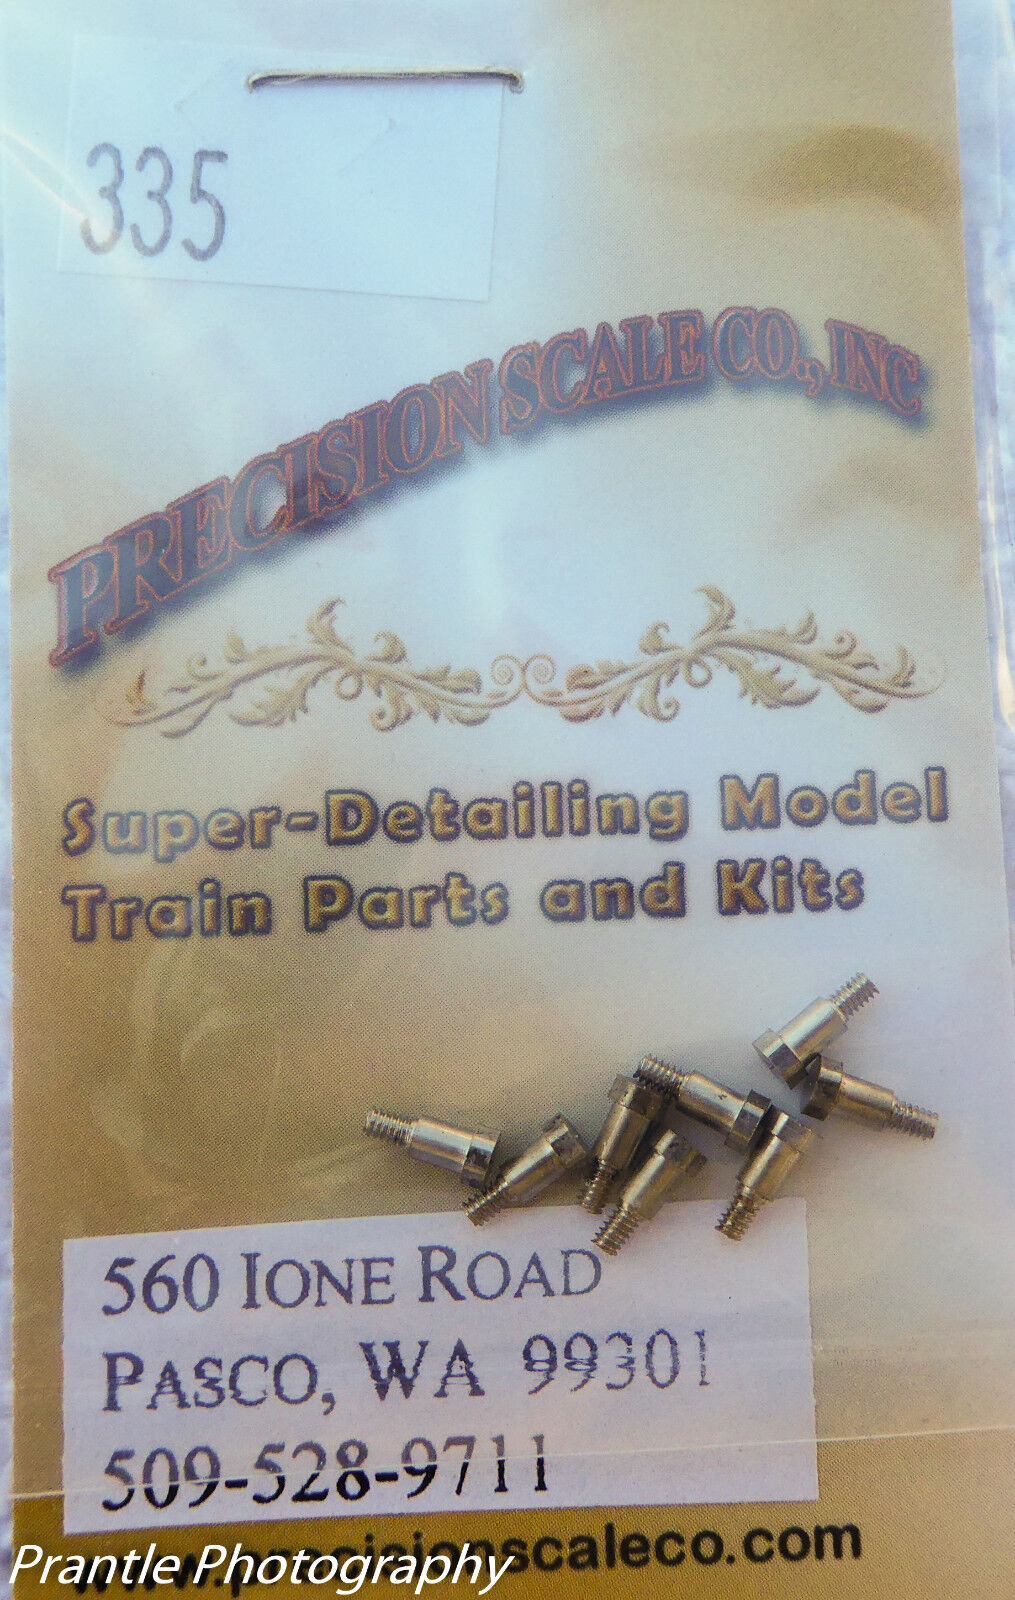 335
PRECISION SCALE CO., INC
Super-Detailing Model
Train Parts and Kits
560 IONE ROAD
PASCO, WA 99301
509-528-9711
www.precisionscaleco.com
Prantle Photography